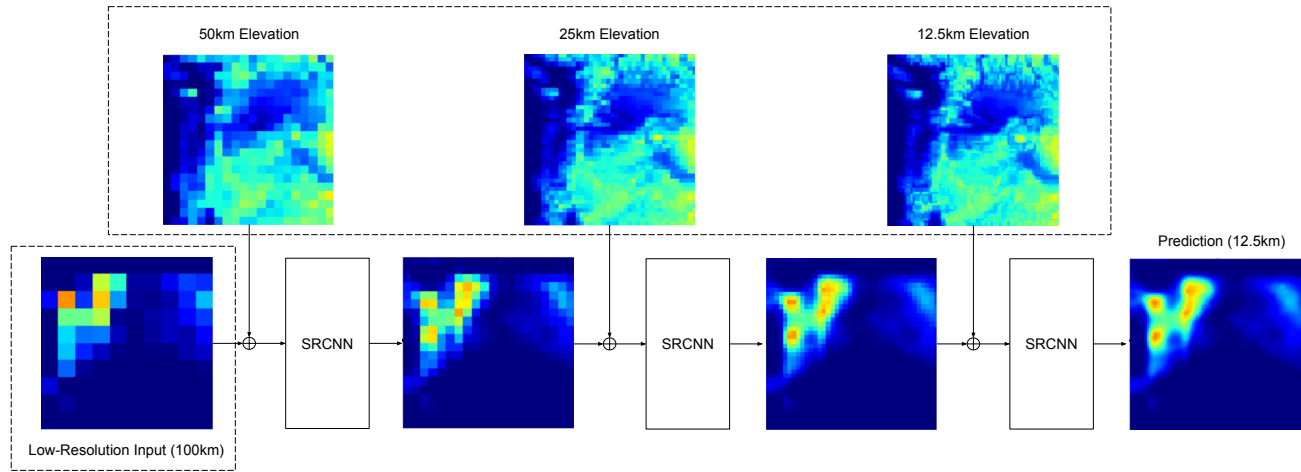 50km Elevation
25km Elevation
12.5km Elevation
Prediction (12.5km)
SRCNN
SRCNN
SRCNN
Low-Resolution Input (100km)